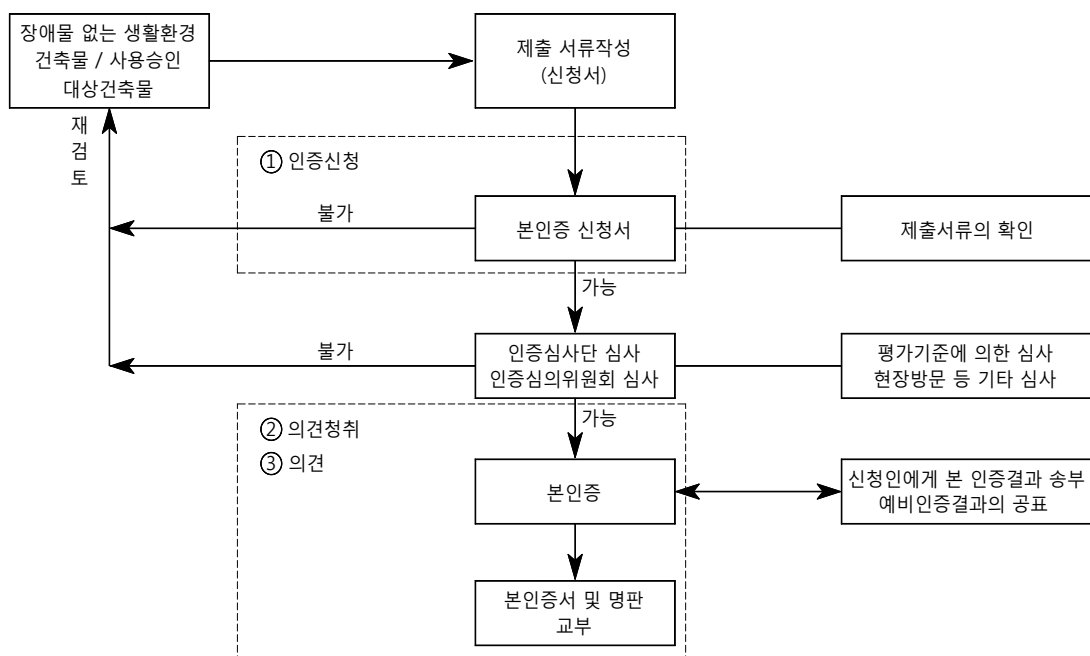 장애물 없는 생활환경
건축물 / 사용승인
대상건축물
제출 서류작성
(신청서)
재
검
토
① 인증신청
불가
본인증 신청서
제출서류의 확인
가능
불가
인증심사단 심사
인증심의위원회 심사
평가기준에 의한 심사
현장방문 등 기타 심사
가능
② 의견청취
③ 의견
본인증
신청인에게 본 인증결과 송부
예비인증결과의 공표
본인증서 및 명판
교부